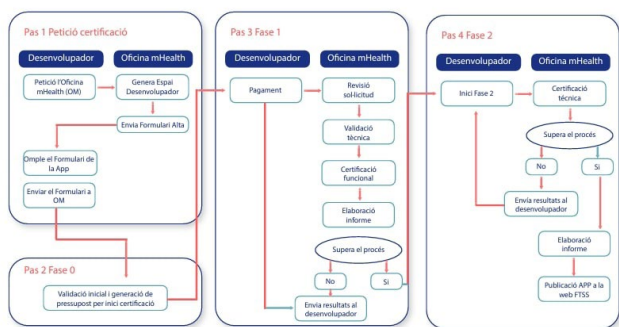 Pas 1 Petició certificació
Desenvolupador
Oficina mHealth
Petició l'Oficina
mHealth (OM)
Genera Espai
Desenvolupador
Envia Formulari Alta
Omple el Formulari de
la App
Enviar el Formulari a
OM
Pas 2 Fase 0
Validació inicial i generació de
pressupost per inici certificació
Pas 3 Fase 1
Desenvolupador
Oficina mHealth
Pagament
Revisió
sol·licitud
Validació
tècnica
Certificació
funcional
Elaboració
informe
Supera el procés
No
Si
Envia resultats al
desenvolupador
Pas 4 Fase 2
Desenvolupador
Oficina mHealth
Inici Fase 2
Certificació
tècnica
Supera el procés
No
Si
Envía resultats al
desenvolupador
Elaboració
informe
Publicació APP a la
web FTSS